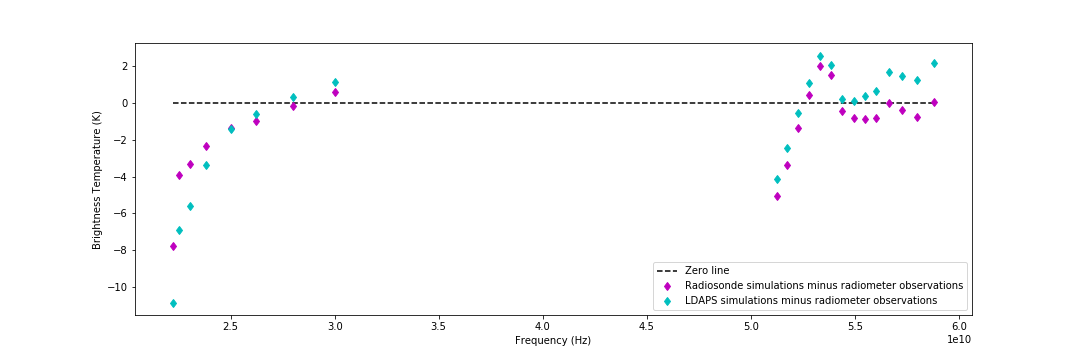 2
0
−2
−4
−6
−8
−10
Brightness Temperature (K)
Zero line
Radiosonde simulations minus radiometer observations
LDAPS simulations minus radiometer observations
2.5 3.0 3.5 4.0 4.5 5.0 5.5 6.0
1e10
Frequency (Hz)